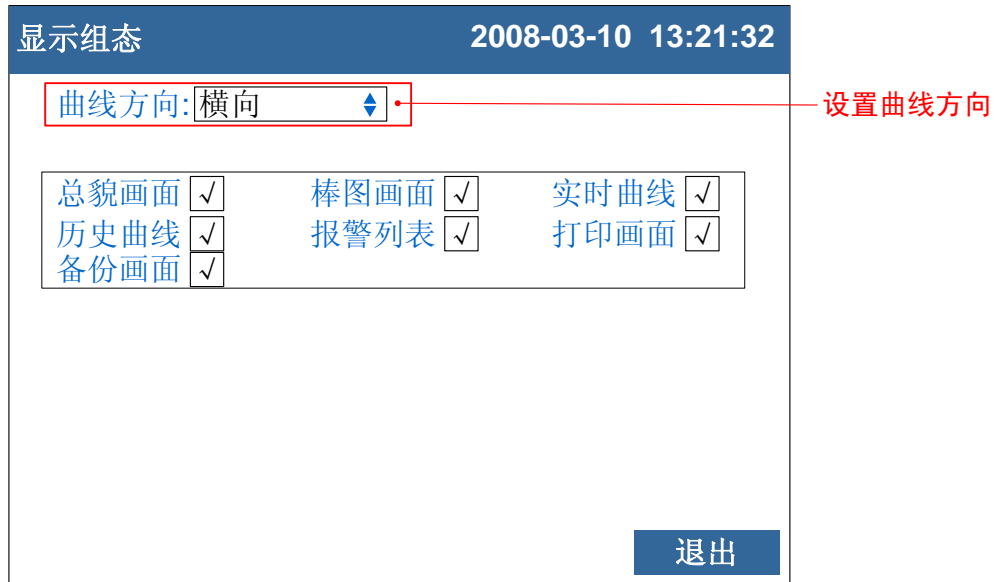 显示组态 2008-03-10 13:21:32
曲线方向: 横向 设置曲线方向
总貌画面 √ 棒图画面 √ 实时曲线 √
历史曲线 √ 报警列表 √ 打印画面 √
备份画面 √
退出